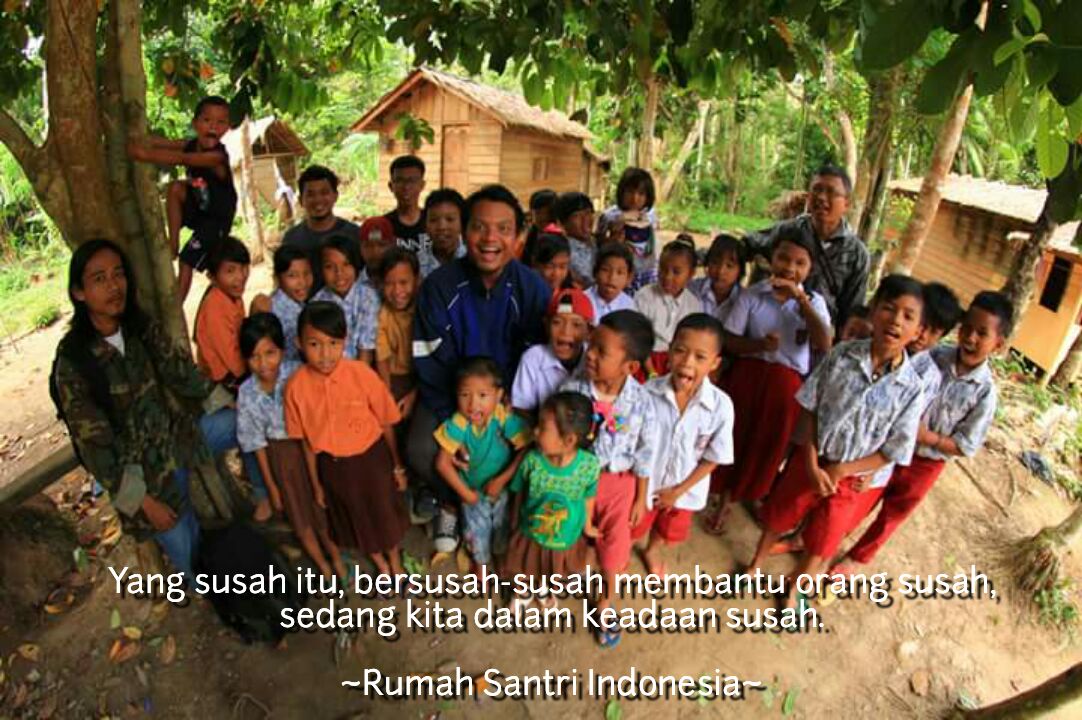 Yang susah itu, bersusah-susah membantu orang susah,
sedang kita dalam keadaan susah.
~Rumah Santri Indonesia~